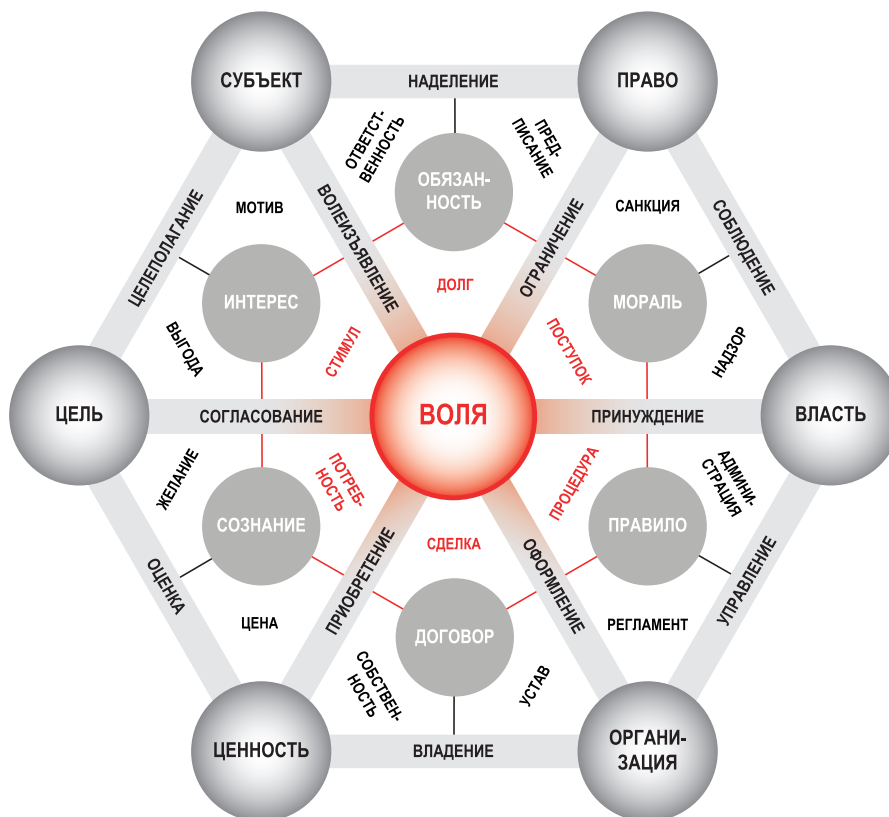 СУБЪЕКТ
НАДЕЛЕНИЕ
ПРАВО
ОТВЕТСТ-
ВЕННОСТЬ
ПРЕД-
ПИСАНИЕ
ОБЯЗАН-
НОСТЬ
МОТИВ
ВОЛЕИЗЪЯВЛЕНИЕ
ОГРАНИЧЕНИЕ
САНКЦИЯ
СОБЛЮДЕНИЕ
ЦЕЛЕПОЛАГАНИЕ
ИНТЕРЕС
ДОЛГ
МОРАЛЬ
ВЫГОДА
СТИМУЛ
ПОСТУПОК
НАДЗОР
ЦЕЛЬ
СОГЛАСОВАНИЕ
ВОЛЯ
ПРИНУЖДЕНИЕ
ВЛАСТЬ
ЖЕЛАНИЕ
ПОТРЕБ-
НОСТЬ
ПРОЦЕДУРА
АДМИНИ-
СТРАЦИЯ
СОЗНАНИЕ
СДЕЛКА
ПРАВИЛО
ОЦЕНКА
ПРИОБРЕТЕНИЕ
ОФОРМЛЕНИЕ
УПРАВЛЕНИЕ
ЦЕНА
ДОГОВОР
РЕГЛАМЕНТ
СОБСТВЕН-
НОСТЬ
УСТАВ
ЦЕННОСТЬ
ВЛАДЕНИЕ
ОРГАНИ-
ЗАЦИЯ